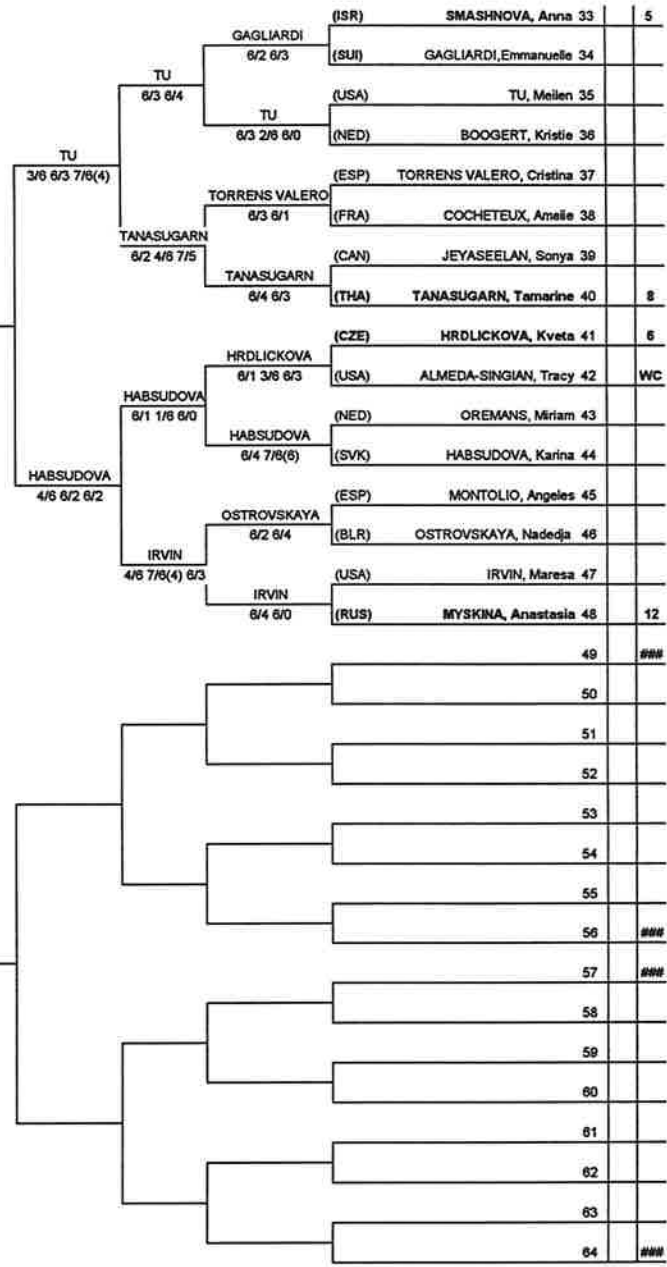 (ISR) SMASHNOVA, Anna 33 5
GAGLIARDI
6/2 6/3
(SUI) GAGLIARDI,Emmanuelle 34
TU
6/3 6/4
(USA) TU, Meilen 35
TU
6/3 2/6 6/0
(NED) BOOGERT, Kristie 36
TU
3/6 6/3 7/6(4)
(ESP) TORRENS VALERO, Cristina 37
TORRENS VALERO
6/3 6/1
(FRA) COCHETEUX, Amelie 38
TANASUGARN
6/2 4/6 7/5
(CAN) JEYASEELAN, Sonya 39
TANASUGARN
6/4 6/3
(THA) TANASUGARN, Tamarine 40 8
(CZE) HRDLICKOVA, Kveta 41 6
HRDLICKOVA
6/1 3/6 6/3
(USA) ALMEDA-SINGIAN, Tracy 42 WC
HABSUDOVA
6/1 1/6 6/0
(NED) OREMANS, Miriam 43
HABSUDOVA
6/4 7/6(6)
(SVK) HABSUDOVA, Karina 44
HABSUDOVA
4/6 6/2 6/2
(ESP) MONTOLIO, Angeles 45
OSTROVSKAYA
6/2 6/4
(BLR) OSTROVSKAYA, Nadedja 46
IRVIN
4/6 7/6(4) 6/3
(USA) IRVIN, Maresa 47
IRVIN
6/4 6/0
(RUS) MYSKINA, Anastasia 48 12
49 ###
50
51
52
53
54
55
56 ###
57 ###
58
59
60
61
62
63
64 ###